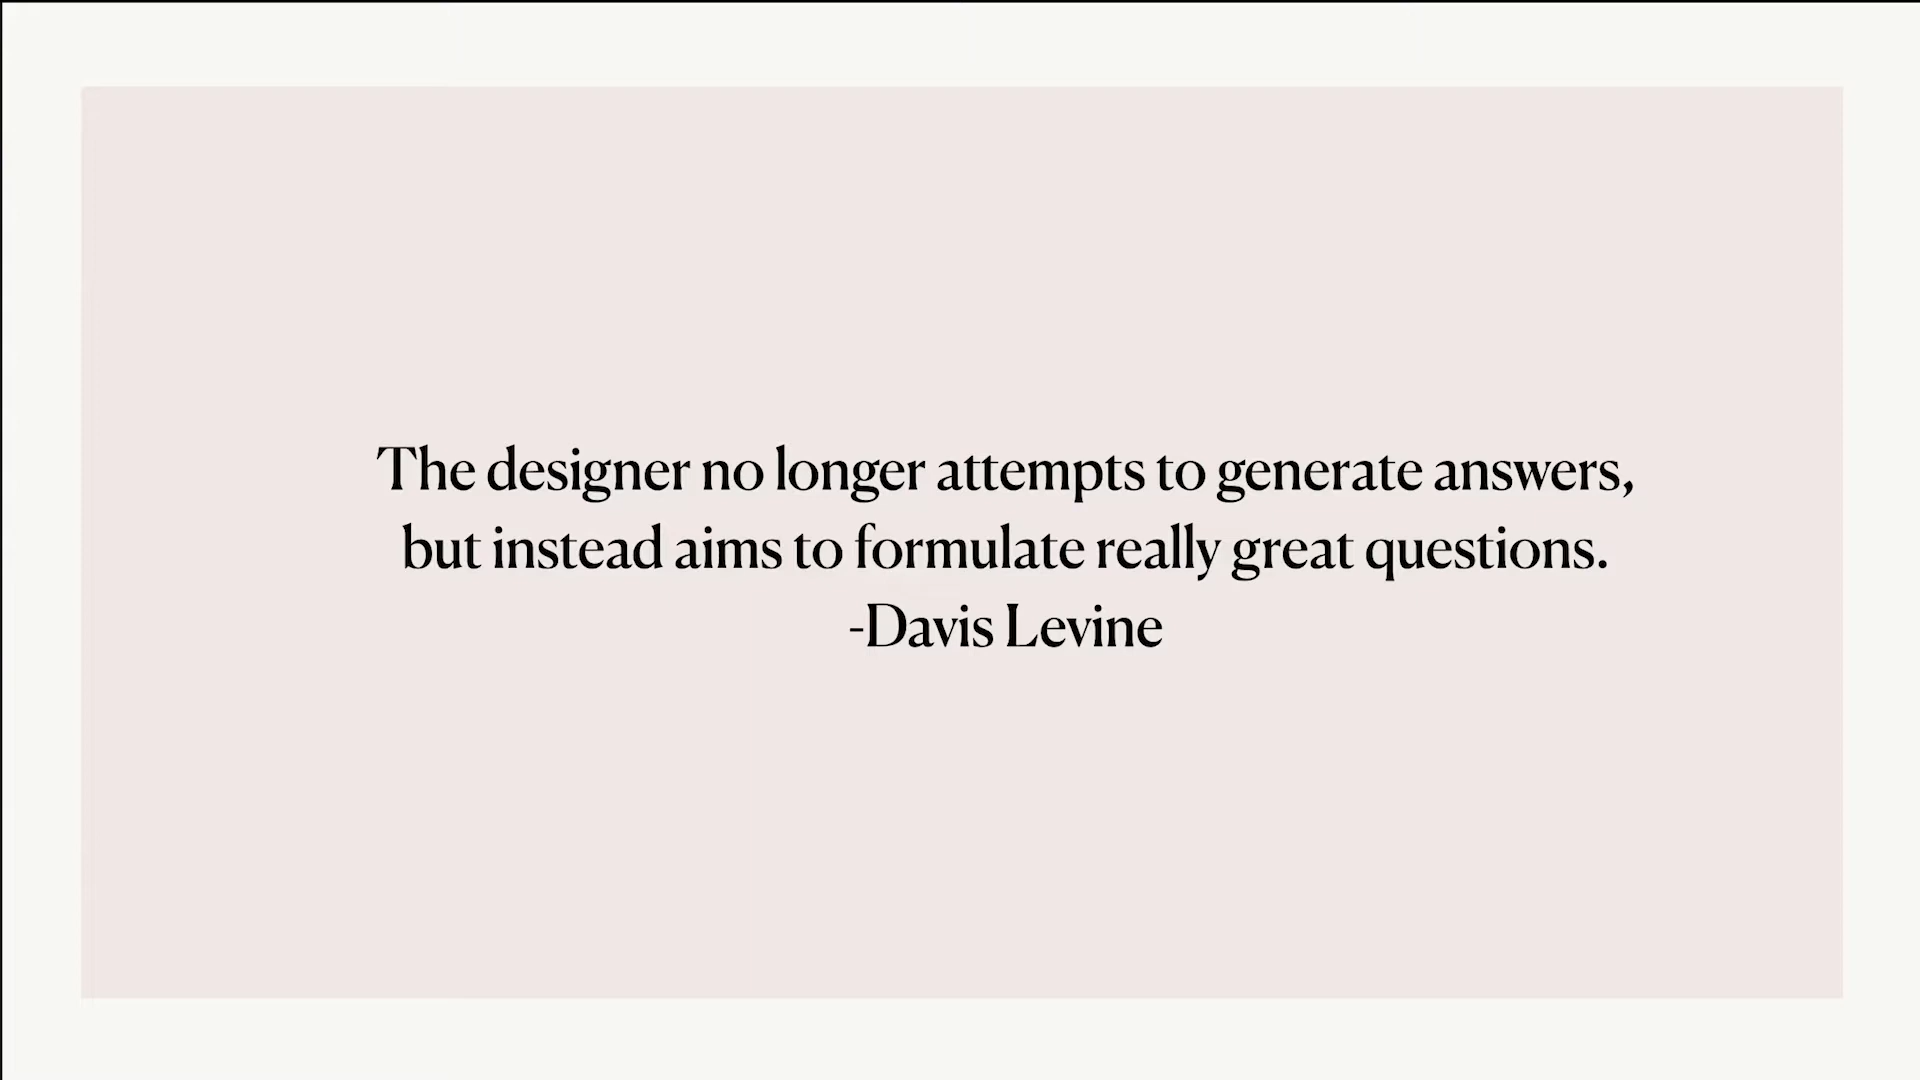 The designer no longer attempts to generate answers,
but instead aims to formulate really great questions.
-Davis Levine